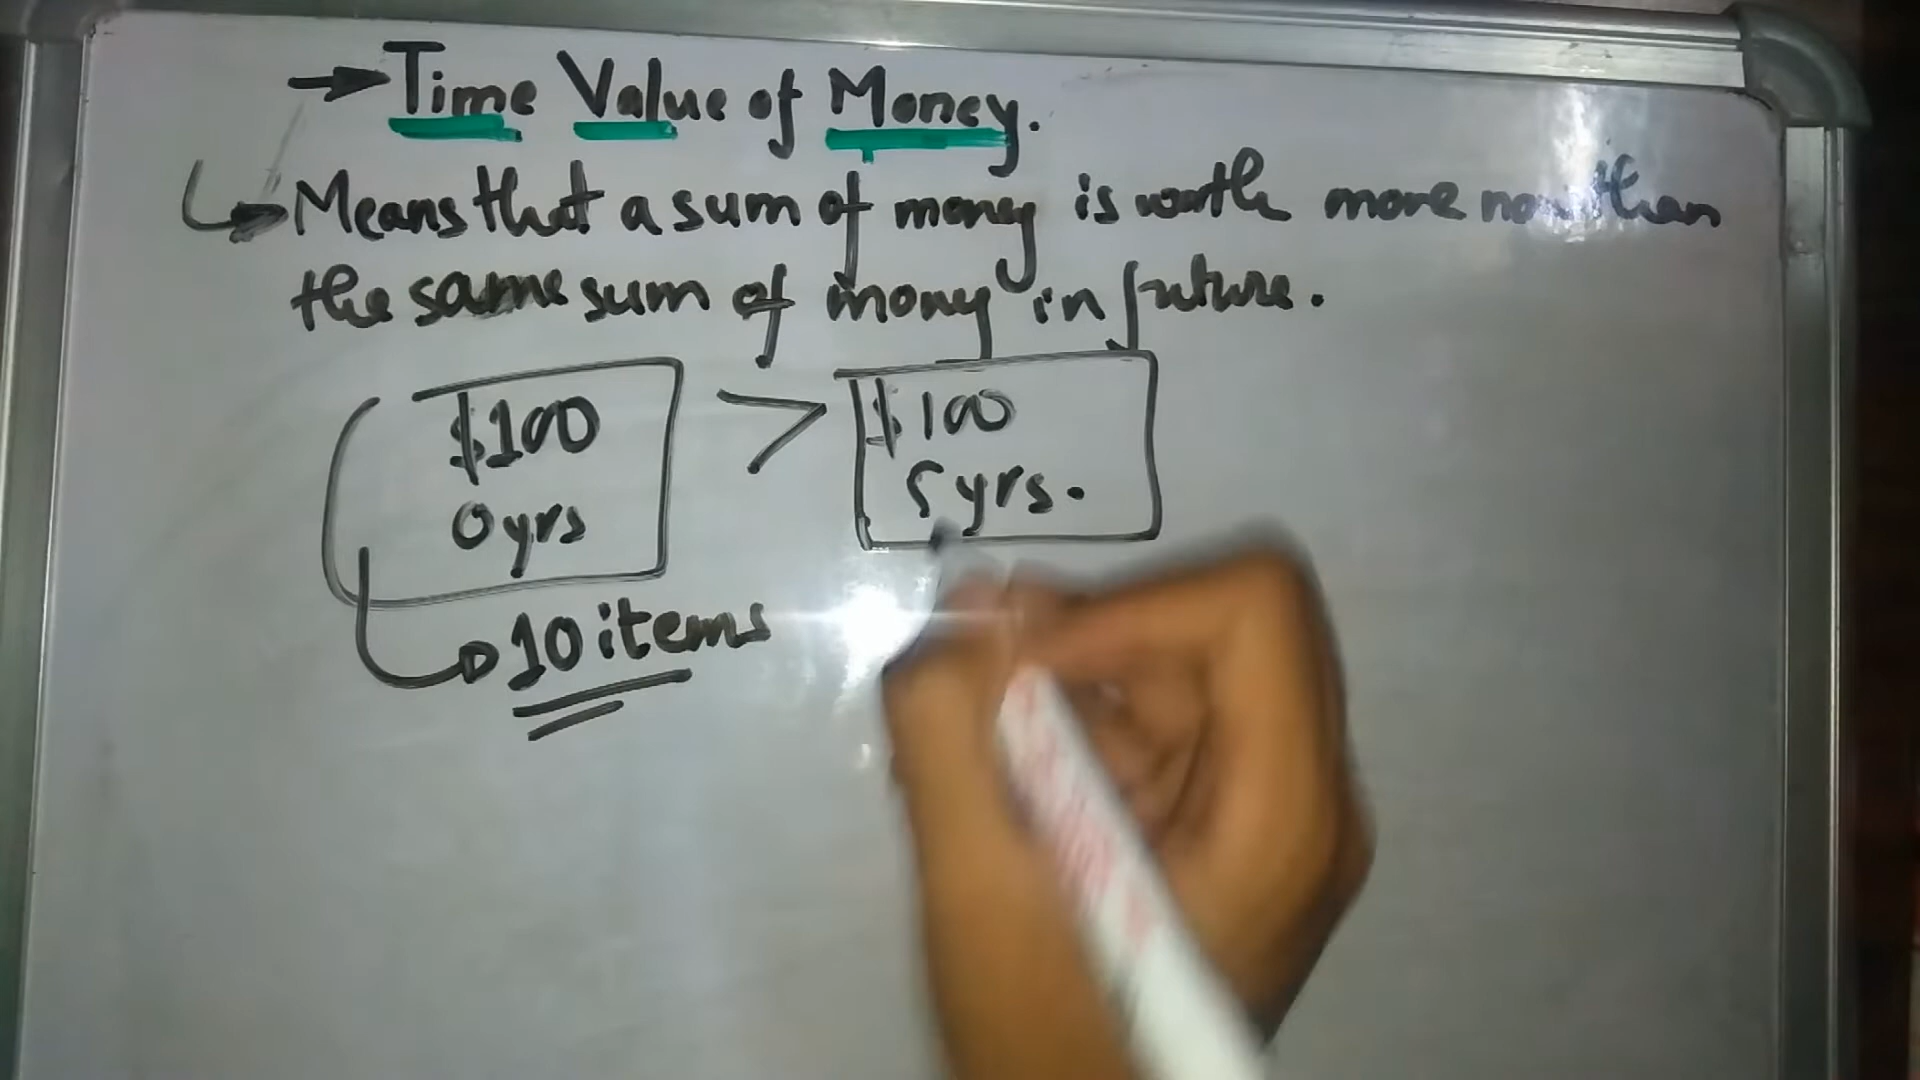 → Time Value of Money.
↳ Means that a sum of money is worth more now than
the same sum of money in future.
$100 > $100
0 yrs 5 yrs.
→ 10 items